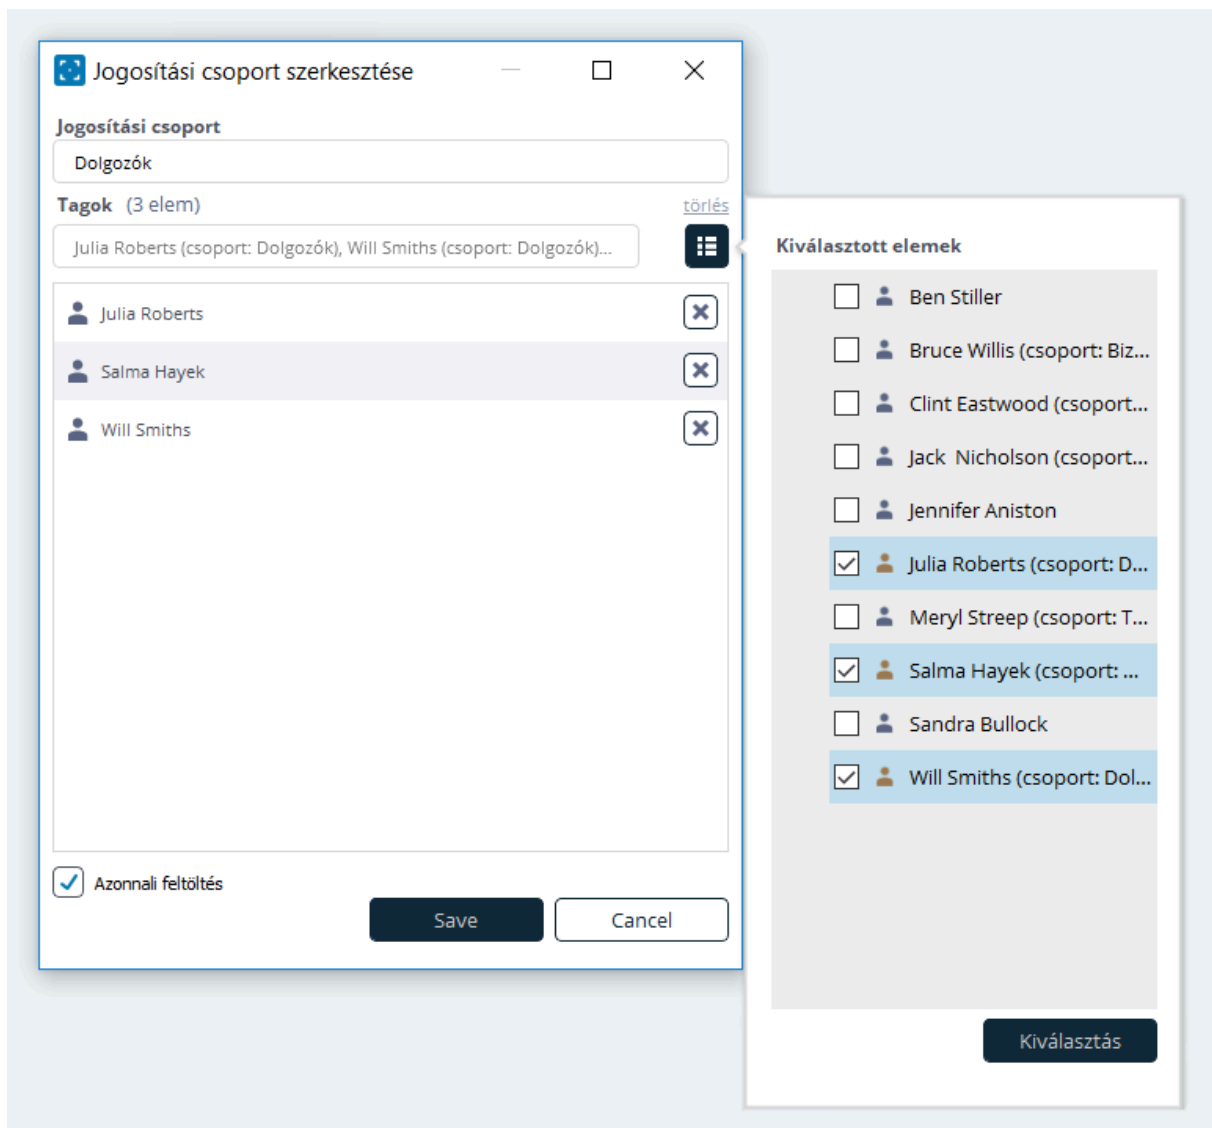 Jogosítási csoport szerkesztése
Jogosítási csoport
Dolgozók
Tagok (3 elem) törlés
Julia Roberts (csoport: Dolgozók), Will Smiths (csoport: Dolgozók)...
Julia Roberts
Salma Hayek
Will Smiths
Azonnali feltöltés
Save Cancel
Kiválasztott elemek
Ben Stiller
Bruce Willis (csoport: Biz...
Clint Eastwood (csoport...
Jack Nicholson (csoport...
Jennifer Aniston
Julia Roberts (csoport: D...
Meryl Streep (csoport: T...
Salma Hayek (csoport: ...
Sandra Bullock
Will Smiths (csoport: Dol...
Kiválasztás